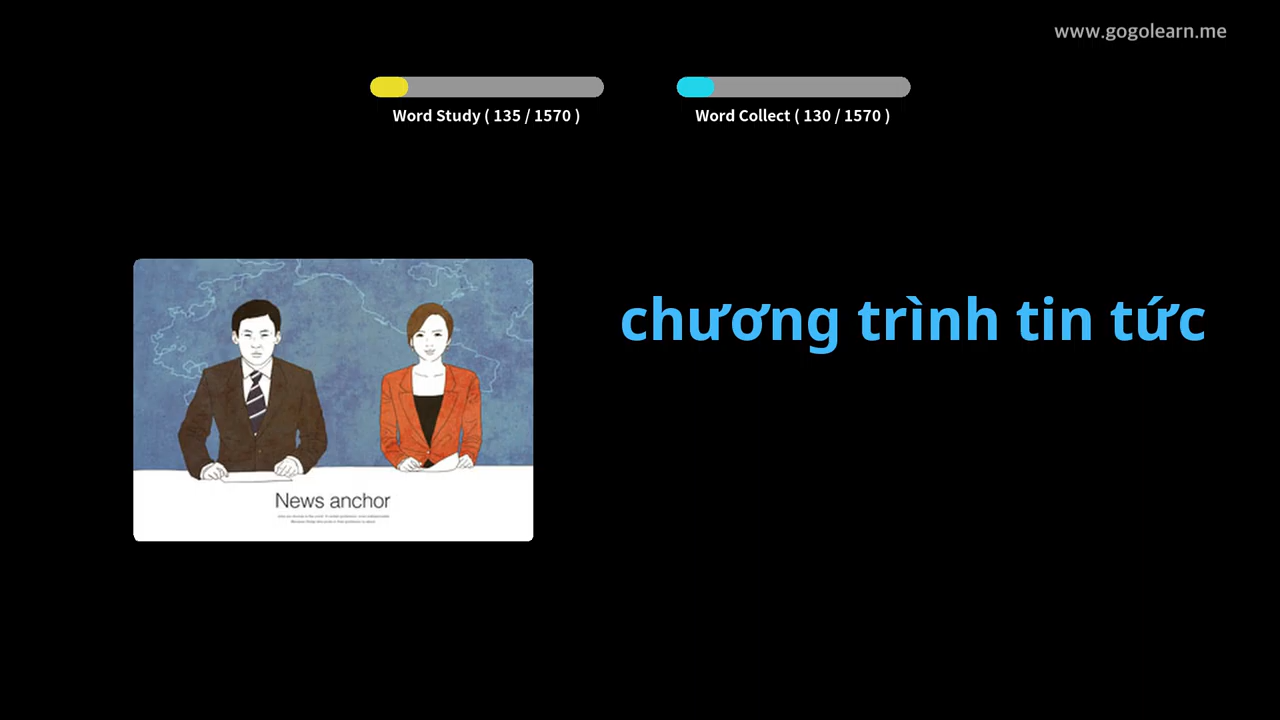 www.gogolearn.me
Word Study ( 135 / 1570 )
Word Collect ( 130 / 1570 )
chương trình tin tức
News anchor